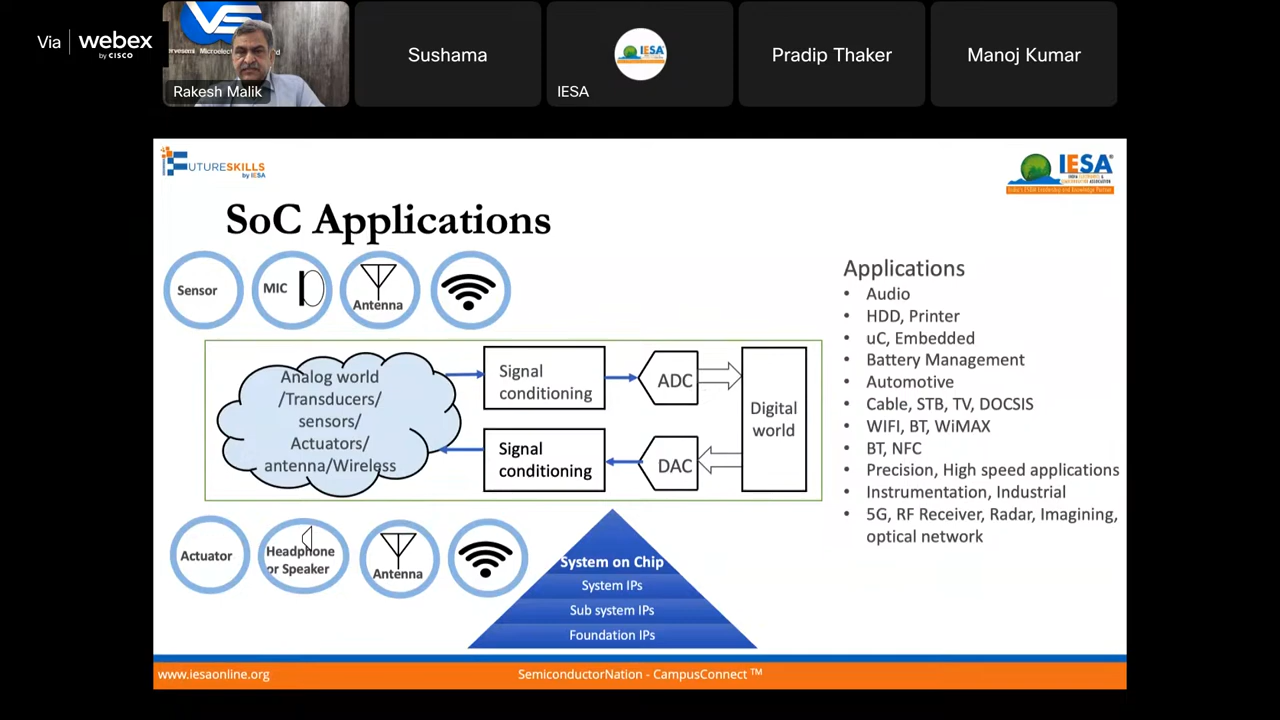 Via webex
by CISCO
Rakesh Malik
Sushama
IESA
IESA
Pradip Thaker
Manoj Kumar
FUTURESKILLS
by IESA
IESA
SoC Applications
Sensor
MIC
Antenna
Analog world
/Transducers/
sensors/
Actuators/
antenna/Wireless
Signal
conditioning
ADC
Digital
world
Signal
conditioning
DAC
Actuator
Headphone
or Speaker
Antenna
System on Chip
System IPs
Sub system IPs
Foundation IPs
Applications
• Audio
• HDD, Printer
• uC, Embedded
• Battery Management
• Automotive
• Cable, STB, TV, DOCSIS
• WIFI, BT, WiMAX
• BT, NFC
• Precision, High speed applications
• Instrumentation, Industrial
• 5G, RF Receiver, Radar, Imagining,
optical network
www.iesaonline.org
SemiconductorNation - CampusConnect TM